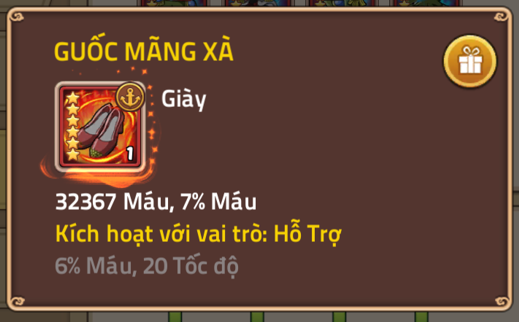 GUỐC MÃNG XÀ
Giày
1
32367 Máu, 7% Máu
Kích hoạt với vai trò: Hỗ Trợ
6% Máu, 20 Tốc độ